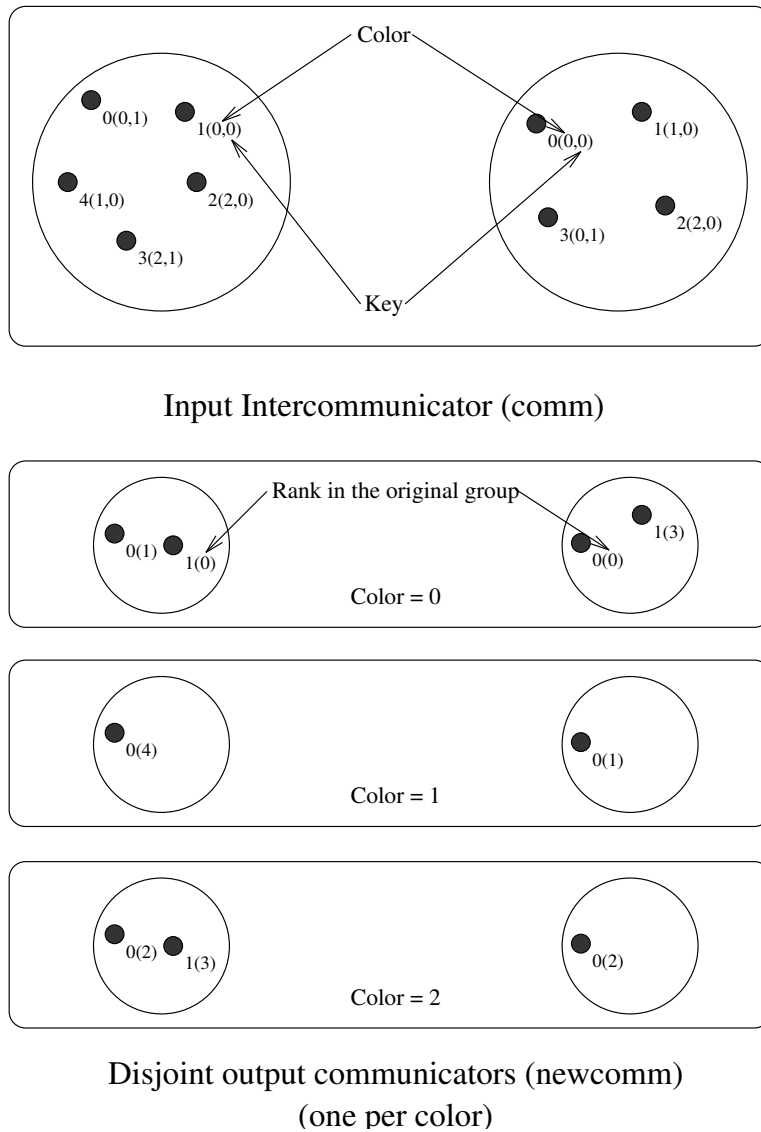 Color
0(0,1)
1(0,0)
0(0,0)
1(1,0)
4(1,0)
2(2,0)
3(2,1)
3(0,1)
2(2,0)
Key
Input Intercommunicator (comm)
Rank in the original group
0(1)
1(0)
0(0)
1(3)
Color = 0
0(4)
0(1)
Color = 1
0(2)
1(3)
0(2)
Color = 2
Disjoint output communicators (newcomm)
(one per color)